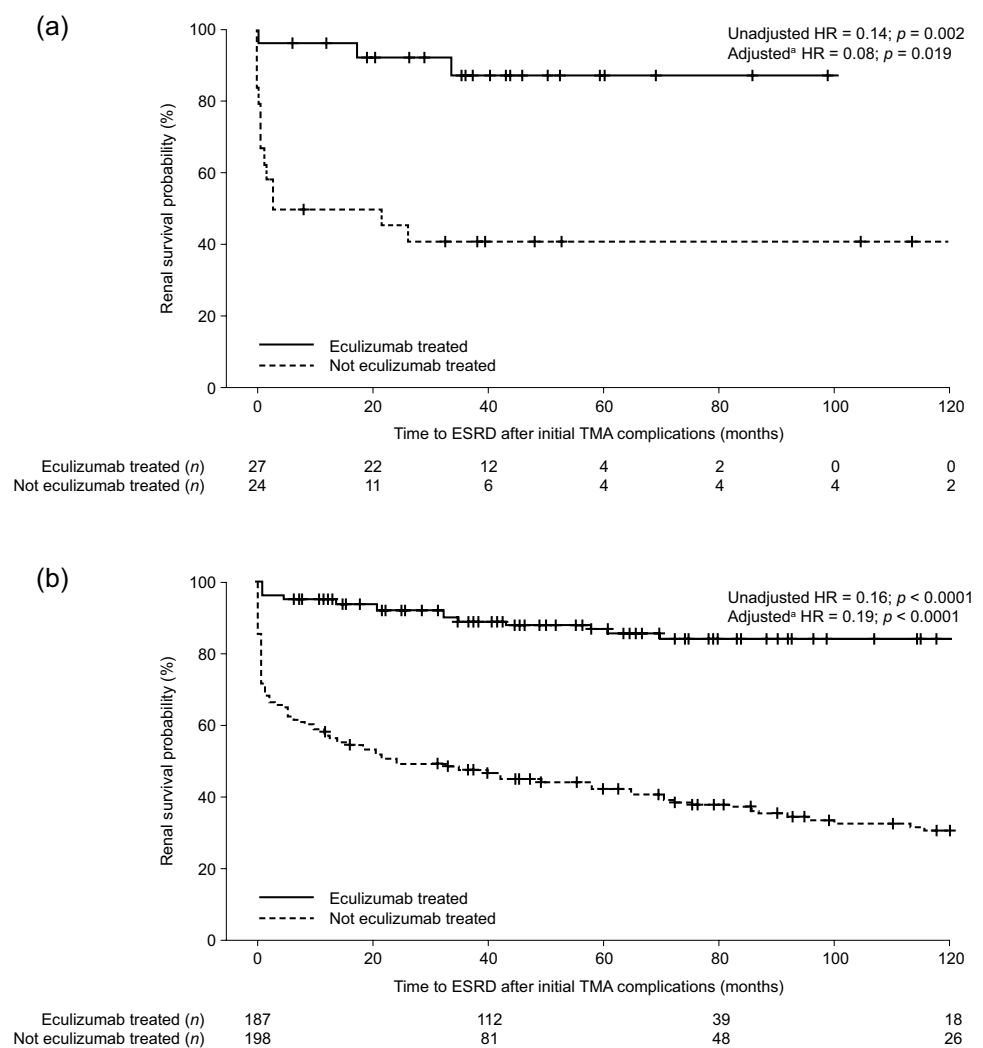 (a)
Unadjusted HR = 0.14; p = 0.002
Adjustedᵃ HR = 0.08; p = 0.019
Renal survival probability (%)
100
80
60
40
20
0
Eculizumab treated
Not eculizumab treated
0 20 40 60 80 100 120
Time to ESRD after initial TMA complications (months)
Eculizumab treated (n) 27 22 12 4 2 0 0
Not eculizumab treated (n) 24 11 6 4 4 4 2
(b)
Unadjusted HR = 0.16; p < 0.0001
Adjustedᵃ HR = 0.19; p < 0.0001
Renal survival probability (%)
100
80
60
40
20
0
Eculizumab treated
Not eculizumab treated
0 20 40 60 80 100 120
Time to ESRD after initial TMA complications (months)
Eculizumab treated (n) 187 112 39 18
Not eculizumab treated (n) 198 81 48 26